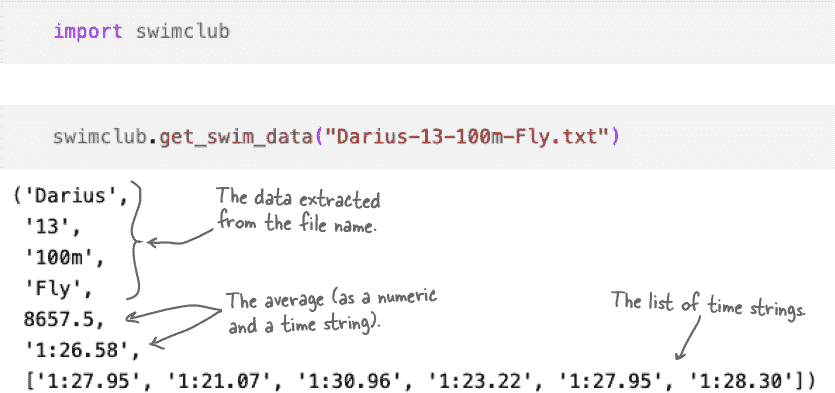 import swimclub
swimclub.get_swim_data("Darius-13-100m-Fly.txt")
('Darius',
'13',
'100m',
'Fly',
8657.5,
'1:26.58',
['1:27.95', '1:21.07', '1:30.96', '1:23.22', '1:27.95', '1:28.30'])
The data extracted
from the file name.
The average (as a numeric
and a time string).
The list of time strings.